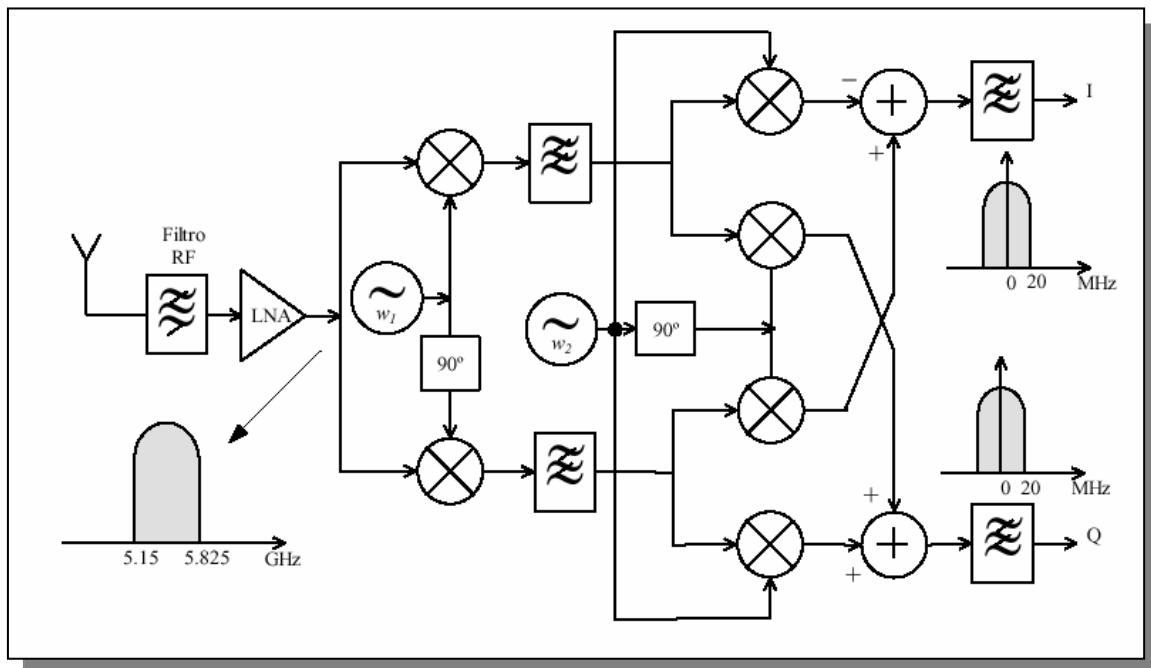 Filtro
RF
LNA
w1
90º
w2
90º
5.15 5.825 GHz
−
+
I
0 20 MHz
0 20 MHz
+
+
Q